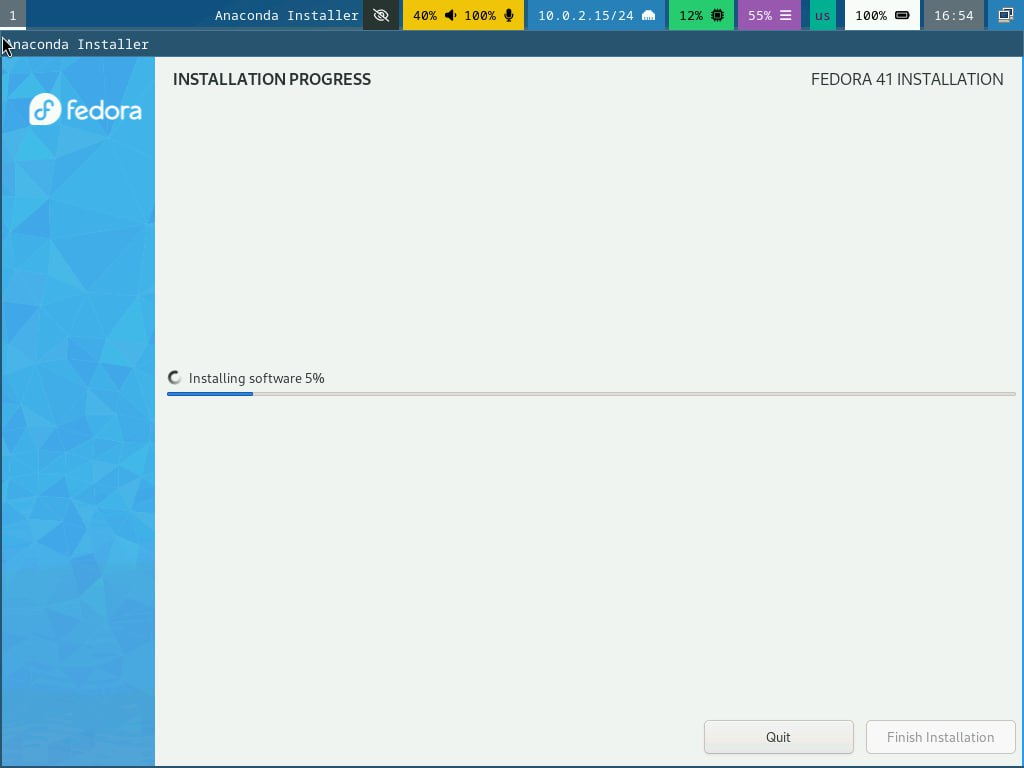 1
Anaconda Installer
40%
100%
10.0.2.15/24
12%
55%
us
100%
16:54
Anaconda Installer
fedora
INSTALLATION PROGRESS
FEDORA 41 INSTALLATION
Installing software 5%
Quit
Finish Installation